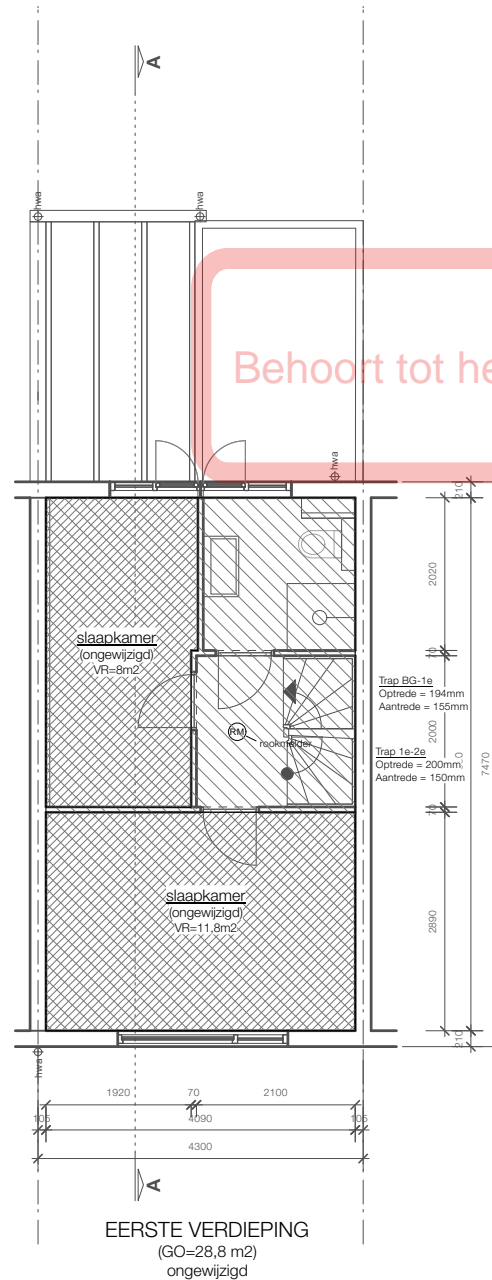 A
hwa
hwa
Behoort tot he
hwa
210
2020
70
slaapkamer
(ongewijzigd)
VR=8m2
Trap BG-1e
Optrede = 194mm
Aantrede = 155mm
2000
RM
rookmelder
Trap 1e-2e
Optrede = 200mm
Aantrede = 150mm
7470
70
slaapkamer
(ongewijzigd)
VR=11,8m2
2890
210
hwa
1920
70
2100
105
4090
105
4300
A
EERSTE VERDIEPING
(GO=28,8 m2)
ongewijzigd